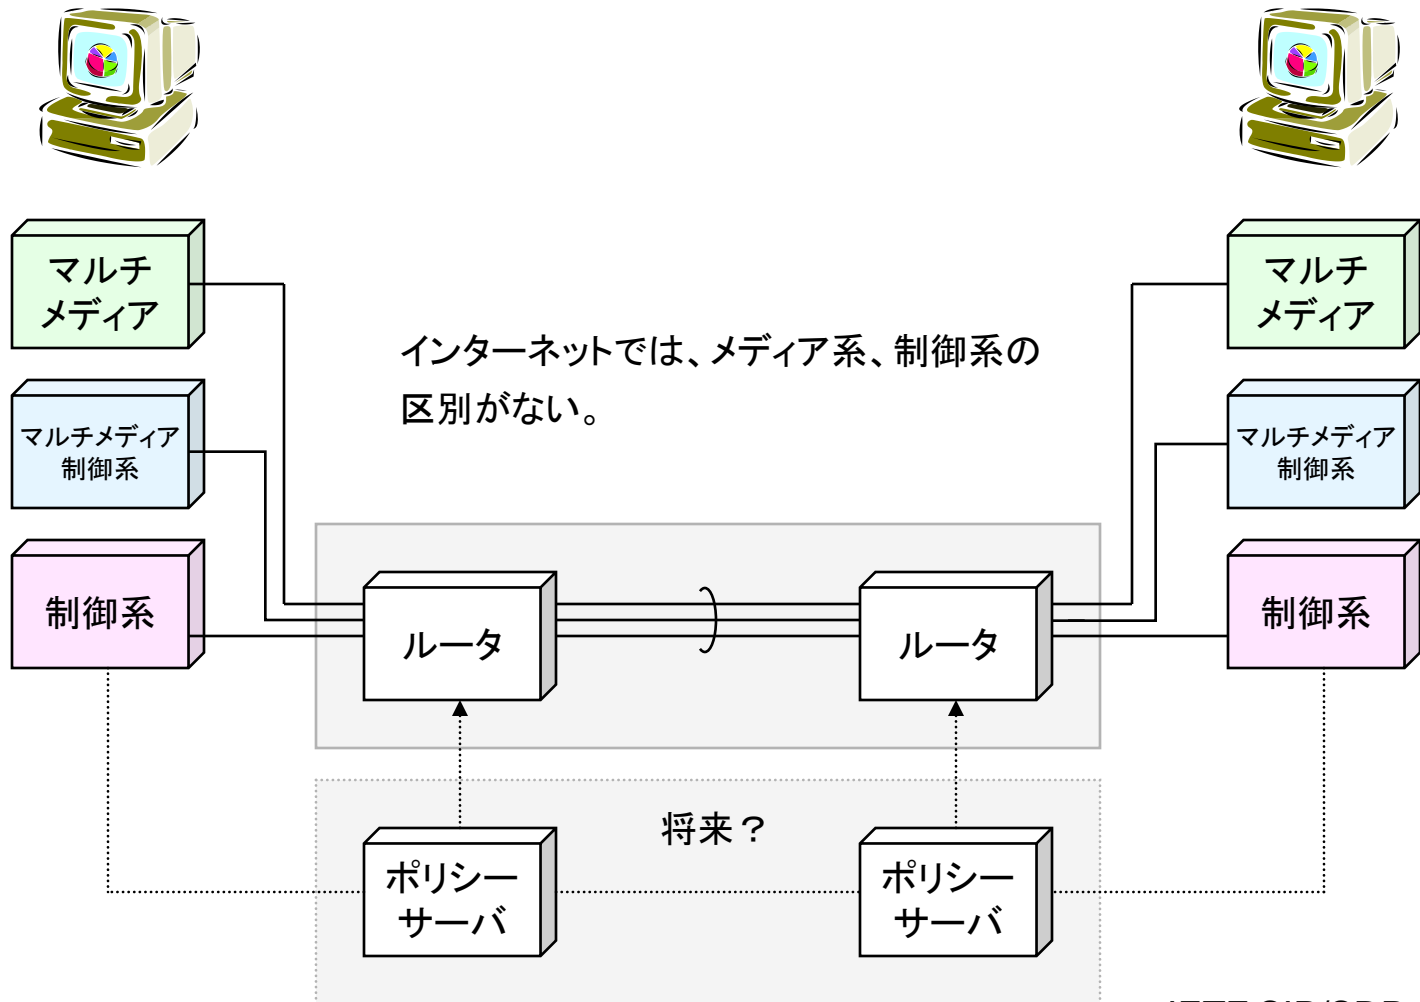 マルチ
メディア
マルチ
メディア
インターネットでは、メディア系、制御系の
区別がない。
マルチメディア
制御系
マルチメディア
制御系
制御系
制御系
ルータ
ルータ
将来？
ポリシー
サーバ
ポリシー
サーバ